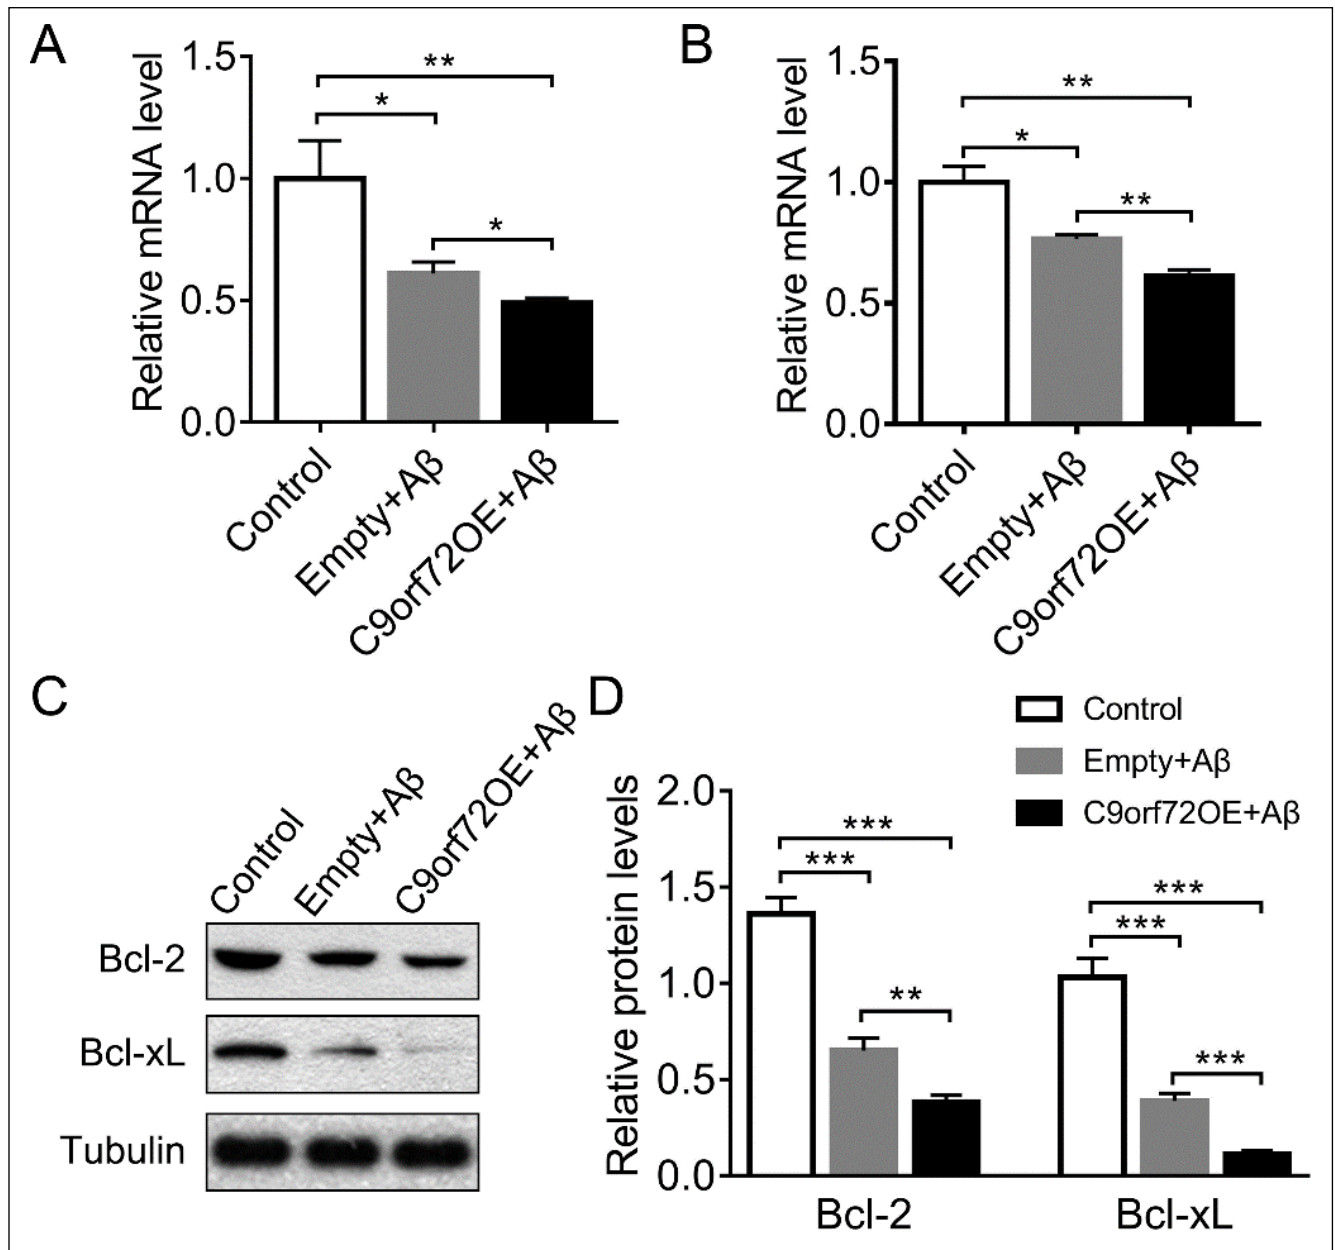 A
Relative mRNA level
1.5
1.0
0.5
0.0
**
*
*
Control
Empty+Aβ
C9orf72OE+Aβ
B
Relative mRNA level
1.5
1.0
0.5
0.0
**
*
**
Control
Empty+Aβ
C9orf72OE+Aβ
C
Control
Empty+Aβ
C9orf72OE+Aβ
Bcl-2
Bcl-xL
Tubulin
D
Control
Empty+Aβ
C9orf72OE+Aβ
Relative protein levels
2.0
1.5
1.0
0.5
0.0
***
***
**
***
***
***
Bcl-2
Bcl-xL